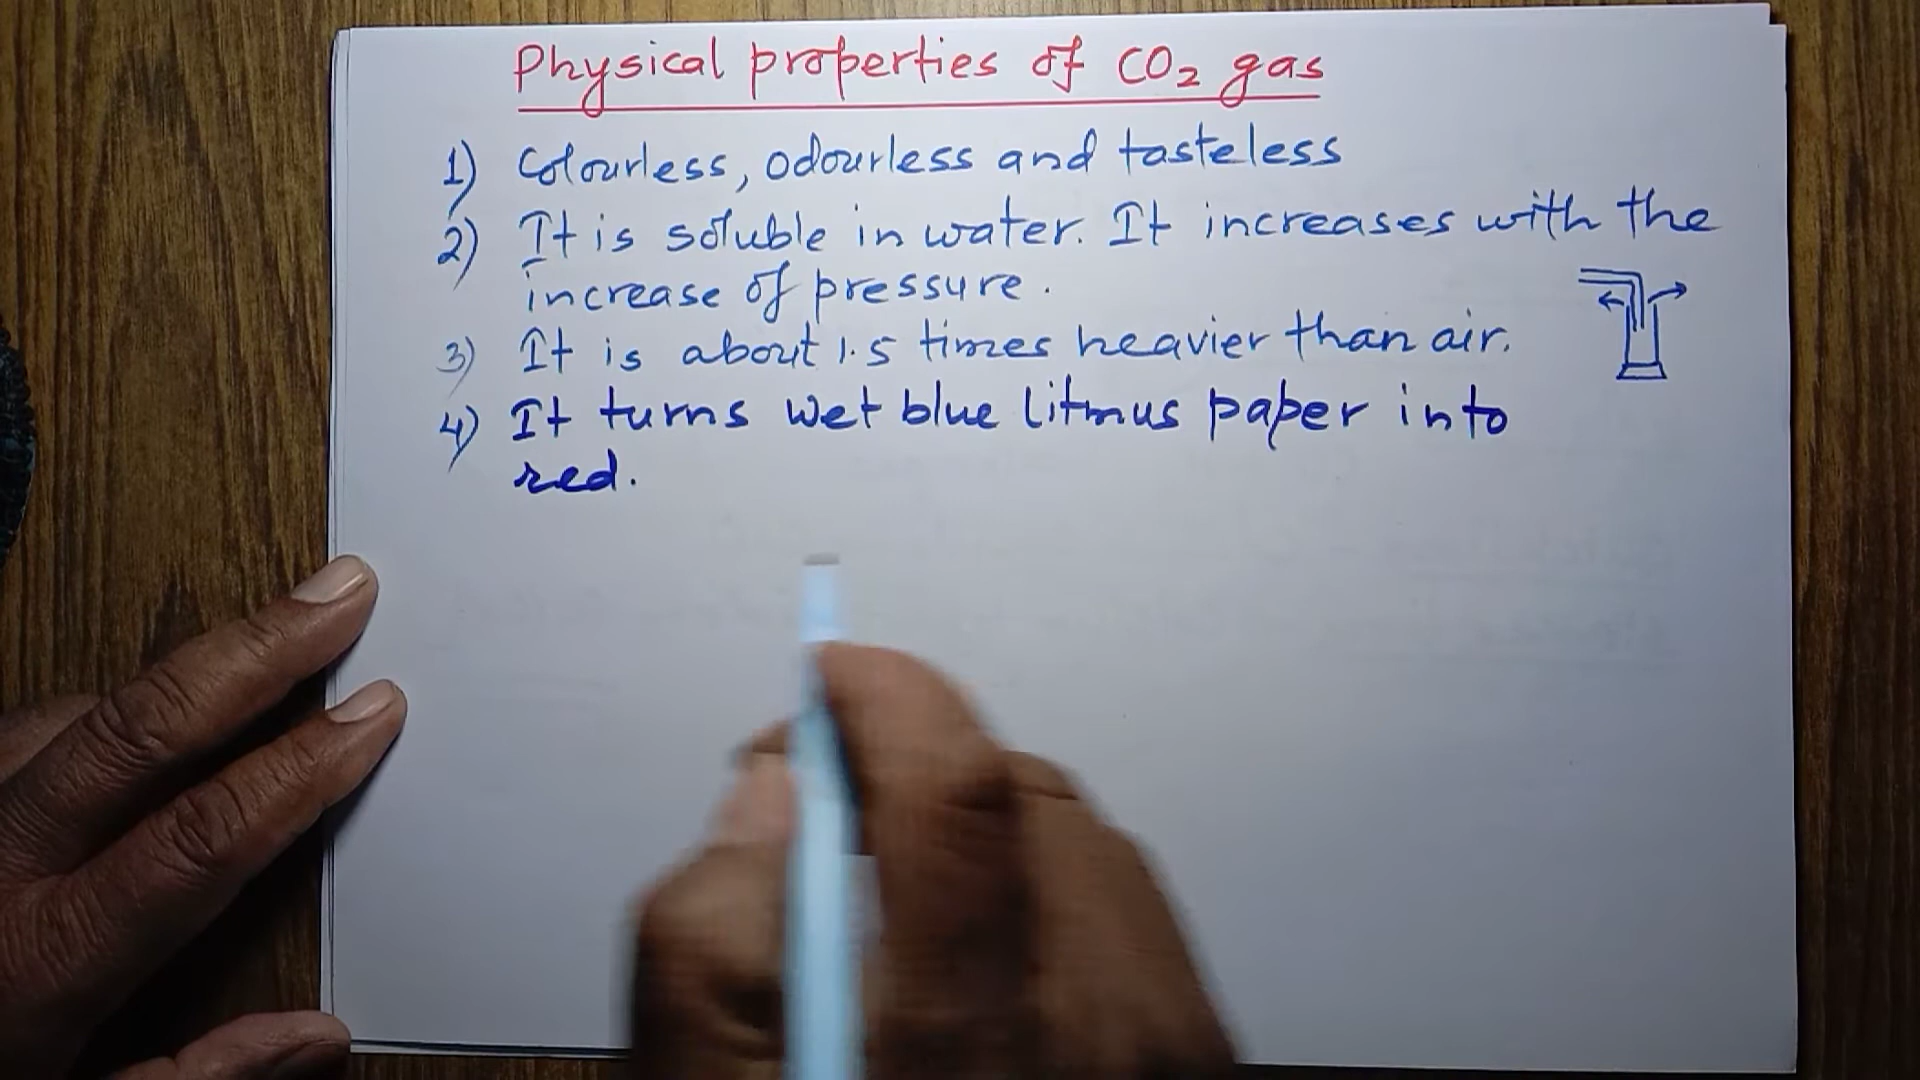 Physical properties of CO₂ gas
1) Colourless, odourless and tasteless
2) It is soluble in water. It increases with the
increase of pressure.
3) It is about 1.5 times heavier than air.
4) It turns wet blue litmus paper into
red.